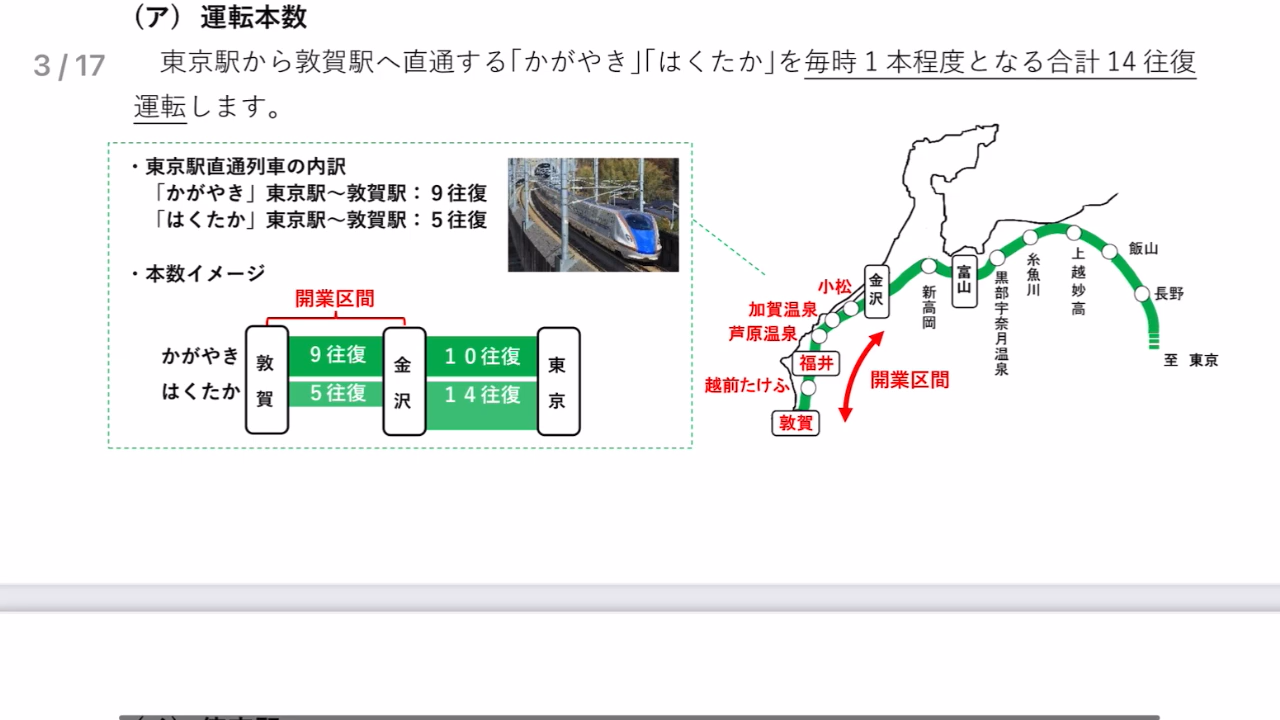 （ア） 運転本数
3 / 17
東京駅から敦賀駅へ直通する「かがやき」「はくたか」を毎時1本程度となる合計14往復
運転します。
・東京駅直通列車の内訳
「かがやき」東京駅～敦賀駅：９往復
「はくたか」東京駅～敦賀駅：５往復
・本数イメージ
開業区間
かがやき
はくたか
敦賀
９往復
５往復
金沢
１０往復
１４往復
東京
小松
加賀温泉
芦原温泉
福井
越前たけふ
敦賀
開業区間
金沢
新高岡
富山
黒部宇奈月温泉
糸魚川
上越妙高
飯山
長野
至 東京